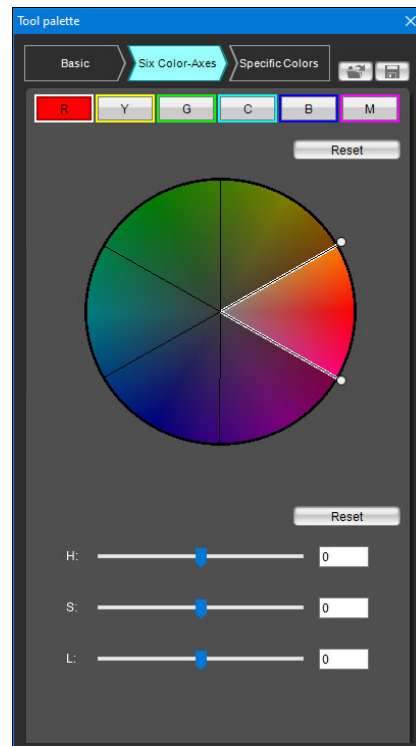 Tool palette
Basic
Six Color-Axes
Specific Colors
R
Y
G
C
B
M
Reset
Reset
H:
0
S:
0
L:
0